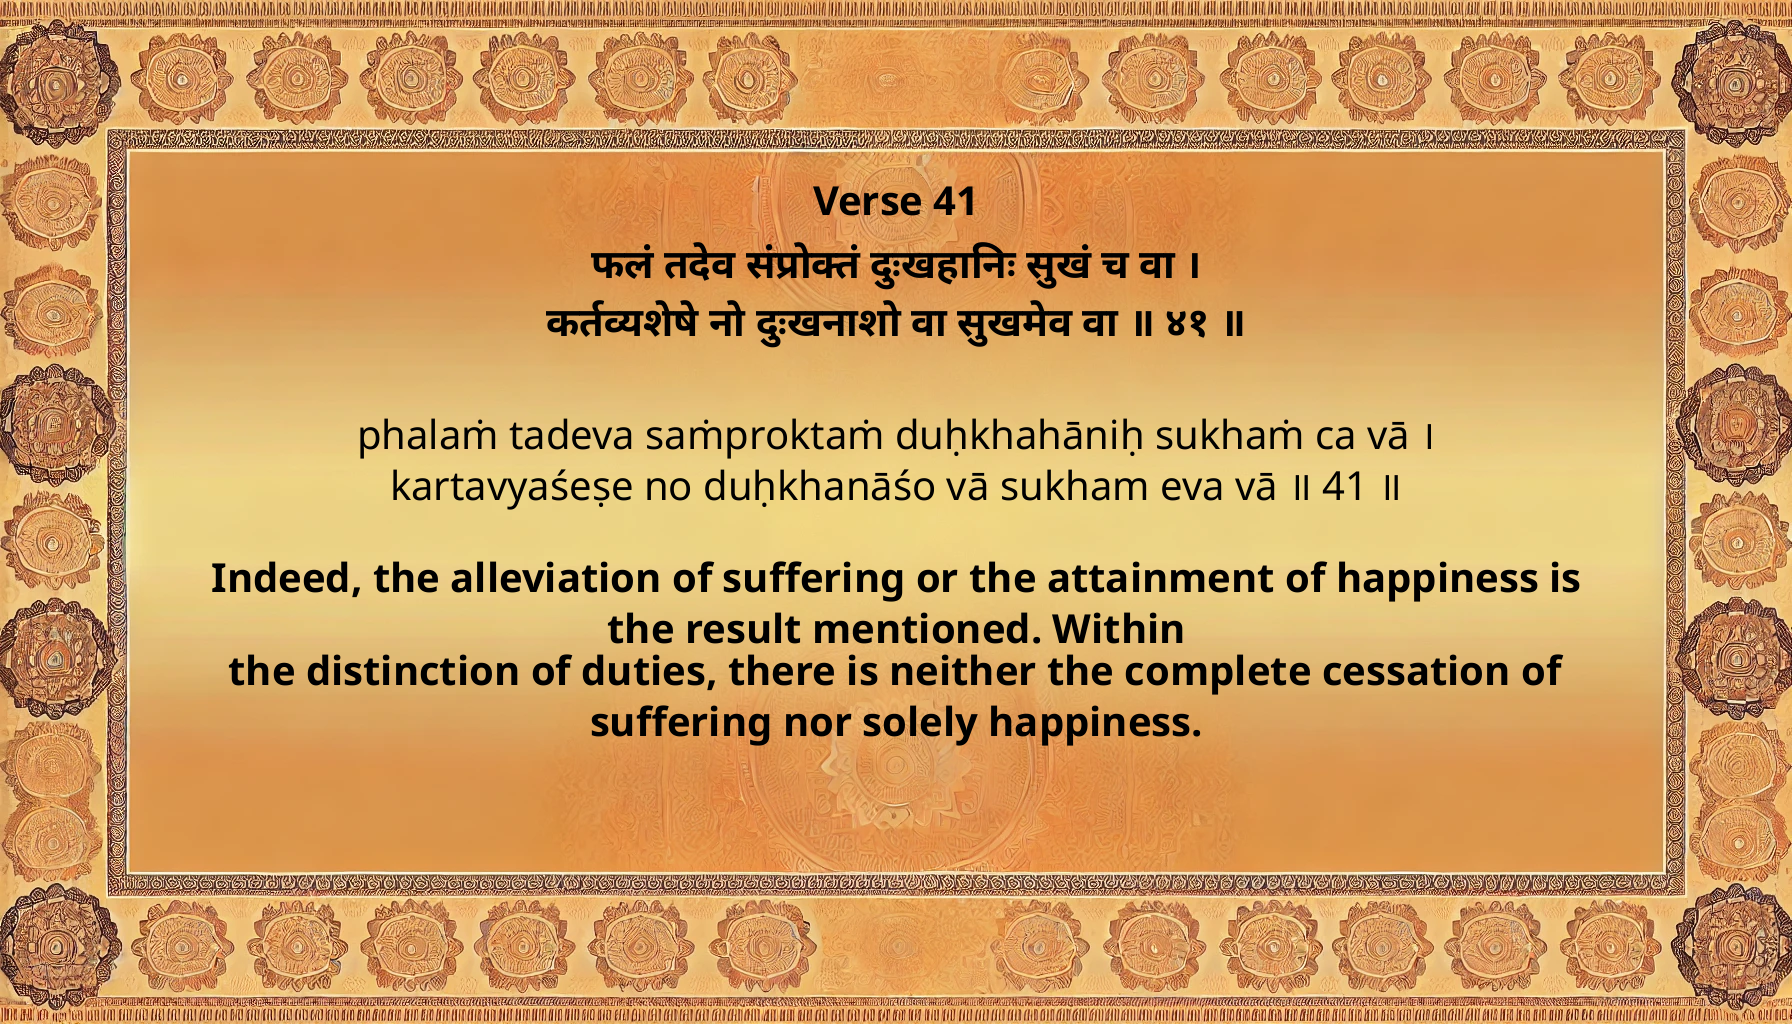 Verse 41
फलं तदेव संप्रोक्तं दुःखहानिः सुखं च वा ।
कर्तव्यशेषे नो दुःखनाशो वा सुखमेव वा ॥ ४१ ॥
phalaṁ tadeva saṁproktaṁ duḥkhahāniḥ sukhaṁ ca vā ।
kartavyaśeṣe no duḥkhanāśo vā sukham eva vā ॥ 41 ॥
Indeed, the alleviation of suffering or the attainment of happiness is
the result mentioned. Within
the distinction of duties, there is neither the complete cessation of
suffering nor solely happiness.